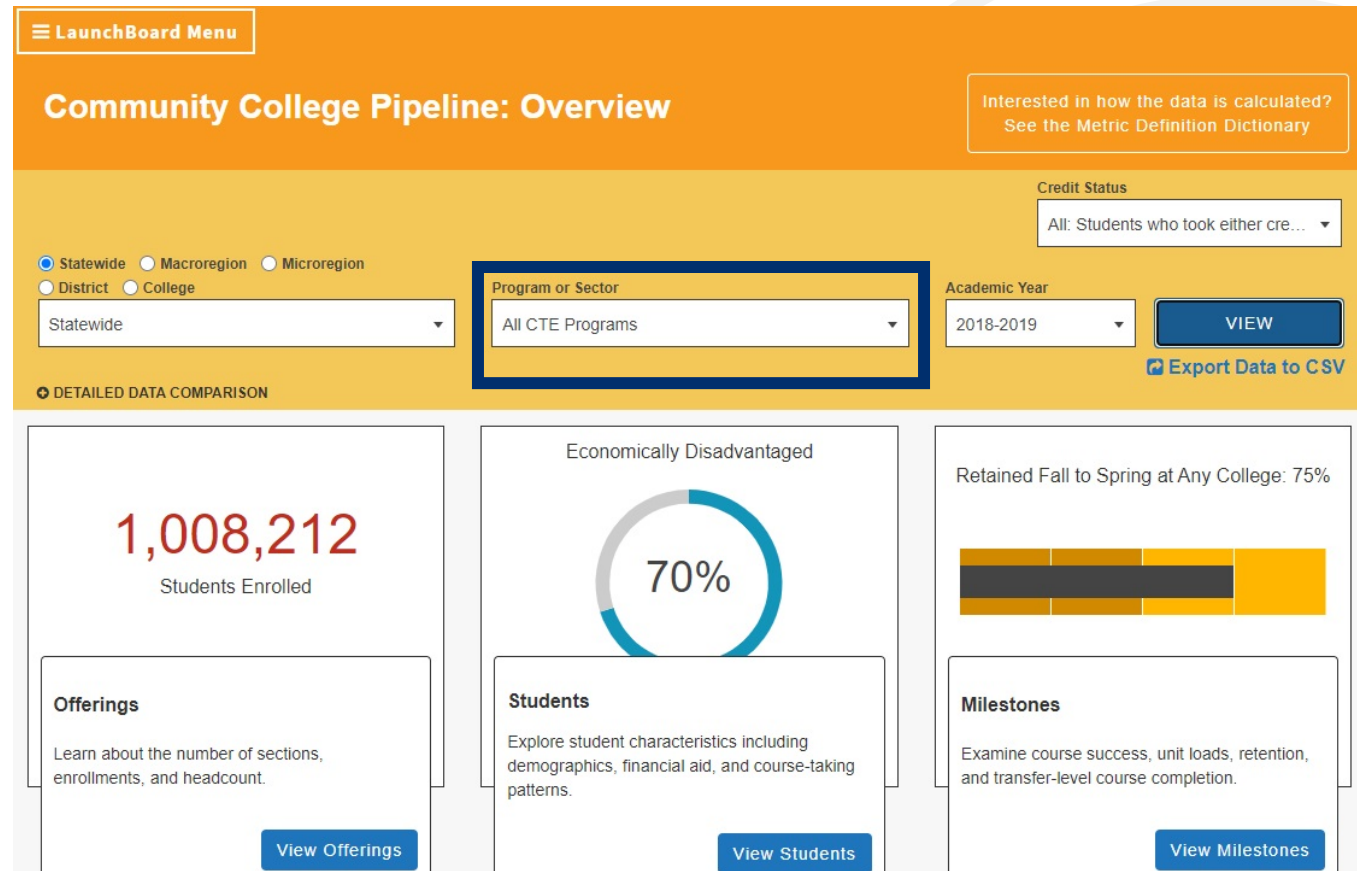 ≡ LaunchBoard Menu
Community College Pipeline: Overview
Interested in how the data is calculated?
See the Metric Definition Dictionary
Credit Status
All: Students who took either cre...
Statewide Macroregion Microregion
District College
Statewide
Program or Sector
All CTE Programs
Academic Year
2018-2019
VIEW
Export Data to CSV
DETAILED DATA COMPARISON
1,008,212
Students Enrolled
Offerings
Learn about the number of sections,
enrollments, and headcount.
View Offerings
Economically Disadvantaged
70%
Students
Explore student characteristics including
demographics, financial aid, and course-taking
patterns.
View Students
Retained Fall to Spring at Any College: 75%
Milestones
Examine course success, unit loads, retention,
and transfer-level course completion.
View Milestones